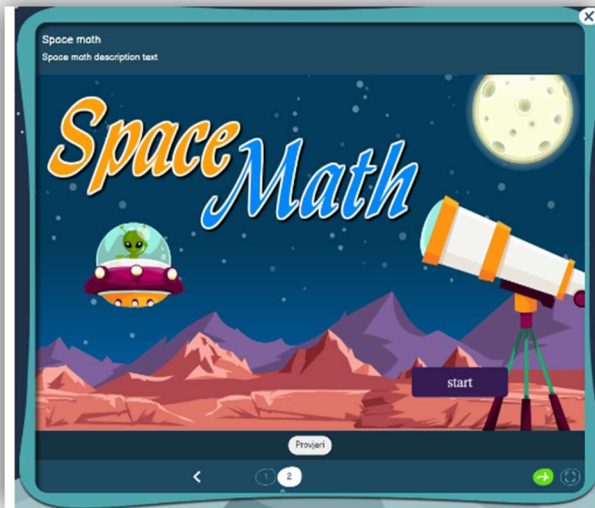 Space math
Space math description text
Space
Math
start
Provjeri
1
2